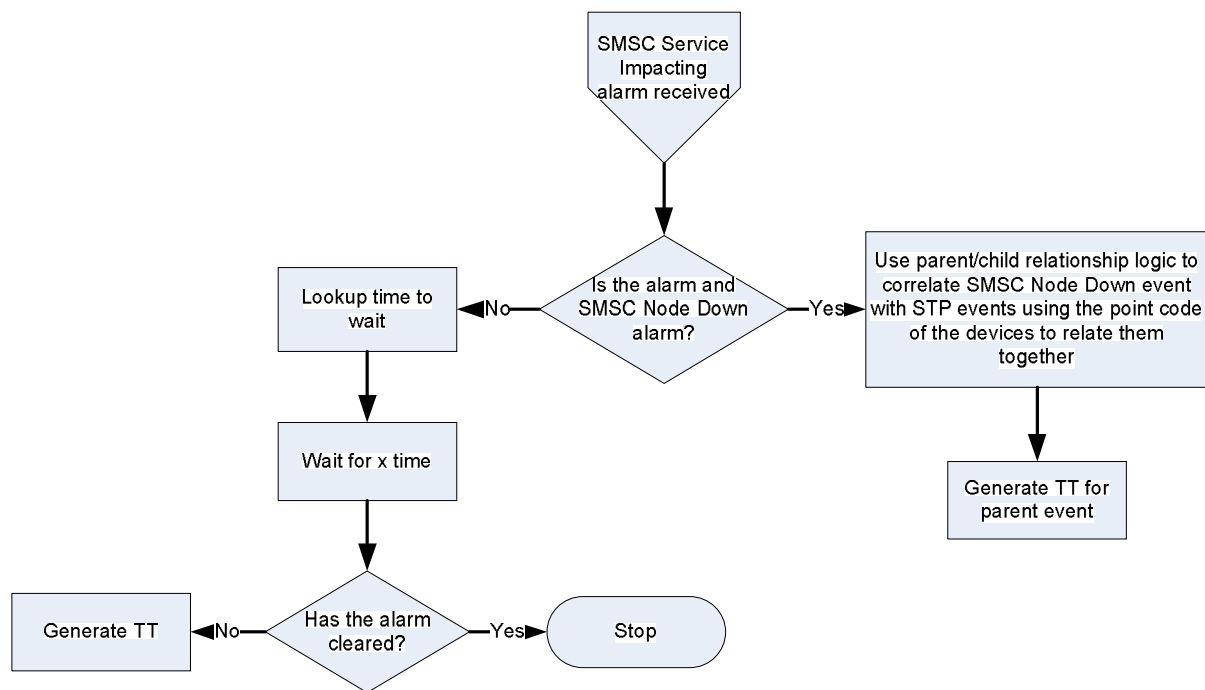 SMSC Service
Impacting
alarm received
Is the alarm and
SMSC Node Down
alarm?
No
Yes
Lookup time to
wait
Use parent/child relationship logic to
correlate SMSC Node Down event
with STP events using the point code
of the devices to relate them
together
Wait for x time
Generate TT for
parent event
Has the alarm
cleared?
No
Yes
Generate TT
Stop